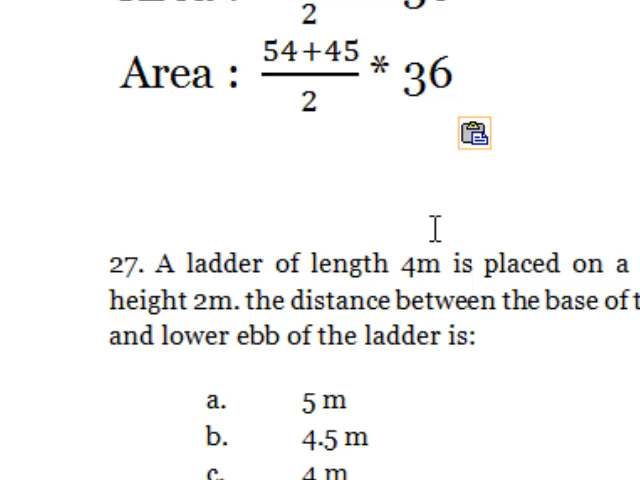 2
Area : 54+45 * 36
2
27. A ladder of length 4m is placed on a
height 2m. the distance between the base of
and lower ebb of the ladder is:
a. 5 m
b. 4.5 m
c. 4 m